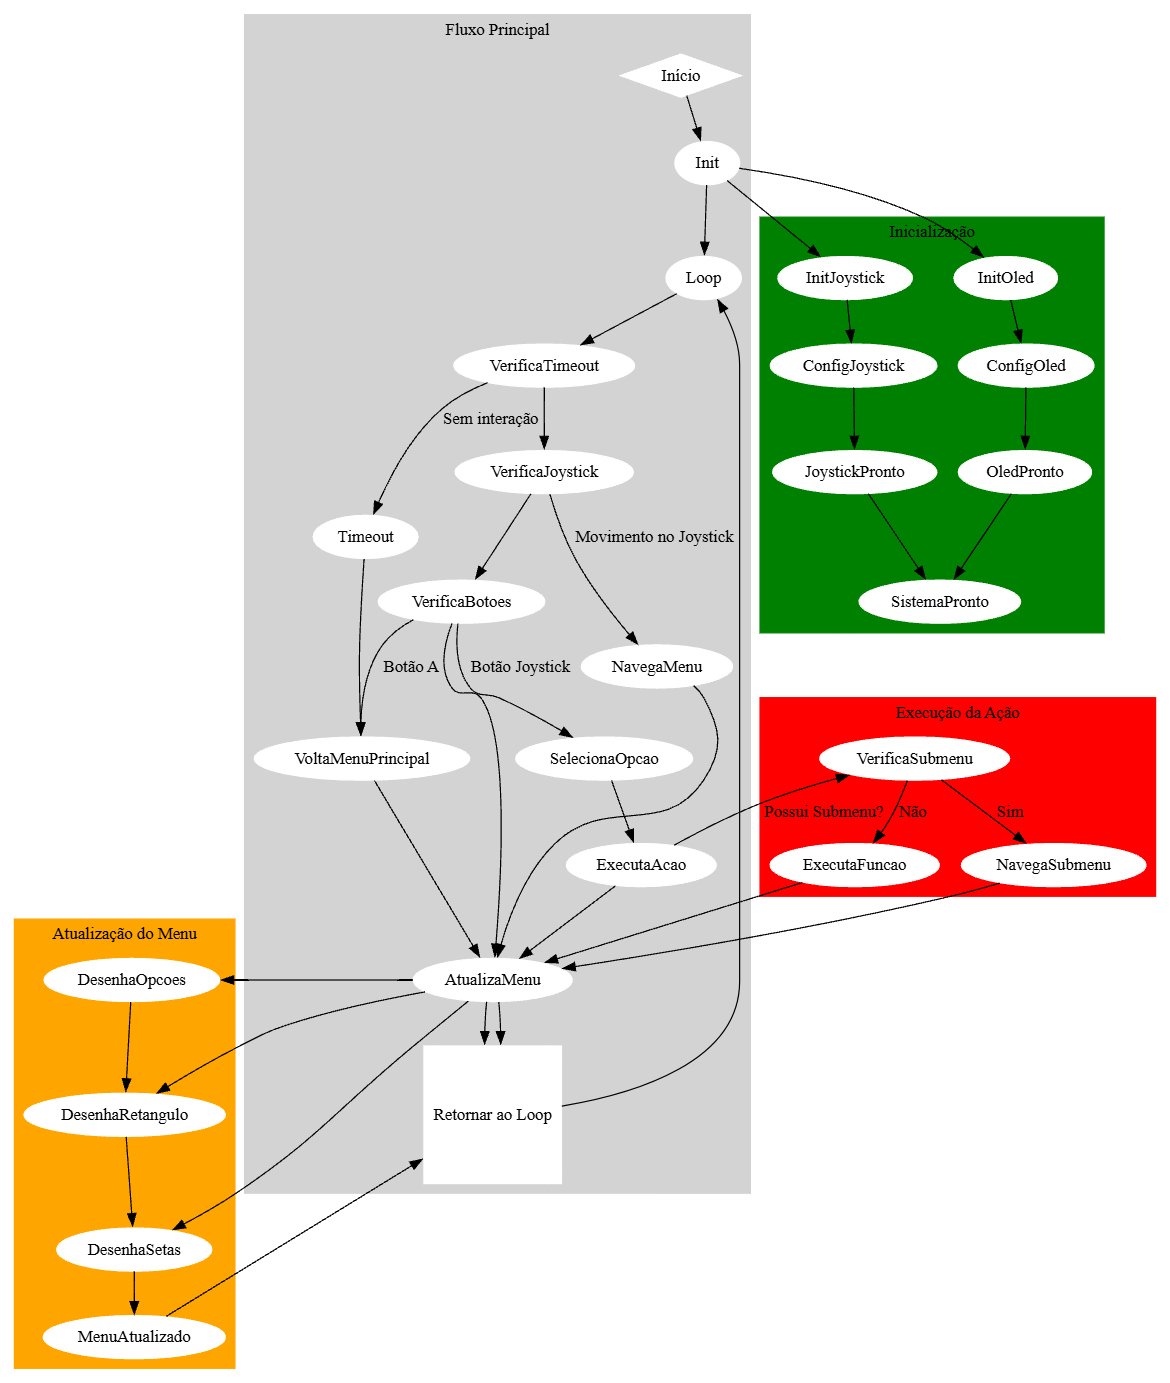 Fluxo Principal
Início
Init
Inicialização
Loop
InitJoystick
InitOled
VerificaTimeout
ConfigJoystick
ConfigOled
Sem interação
VerificaJoystick
JoystickPronto
OledPronto
Timeout
Movimento no Joystick
VerificaBotoes
SistemaPronto
Botão A
Botão Joystick
NavegaMenu
Execução da Ação
VoltaMenuPrincipal
SelecionaOpcao
VerificaSubmenu
Possui Submenu?
Não
Sim
ExecutaAcao
ExecutaFuncao
NavegaSubmenu
Atualização do Menu
DesenhaOpcoes
AtualizaMenu
DesenhaRetangulo
Retornar ao Loop
DesenhaSetas
MenuAtualizado